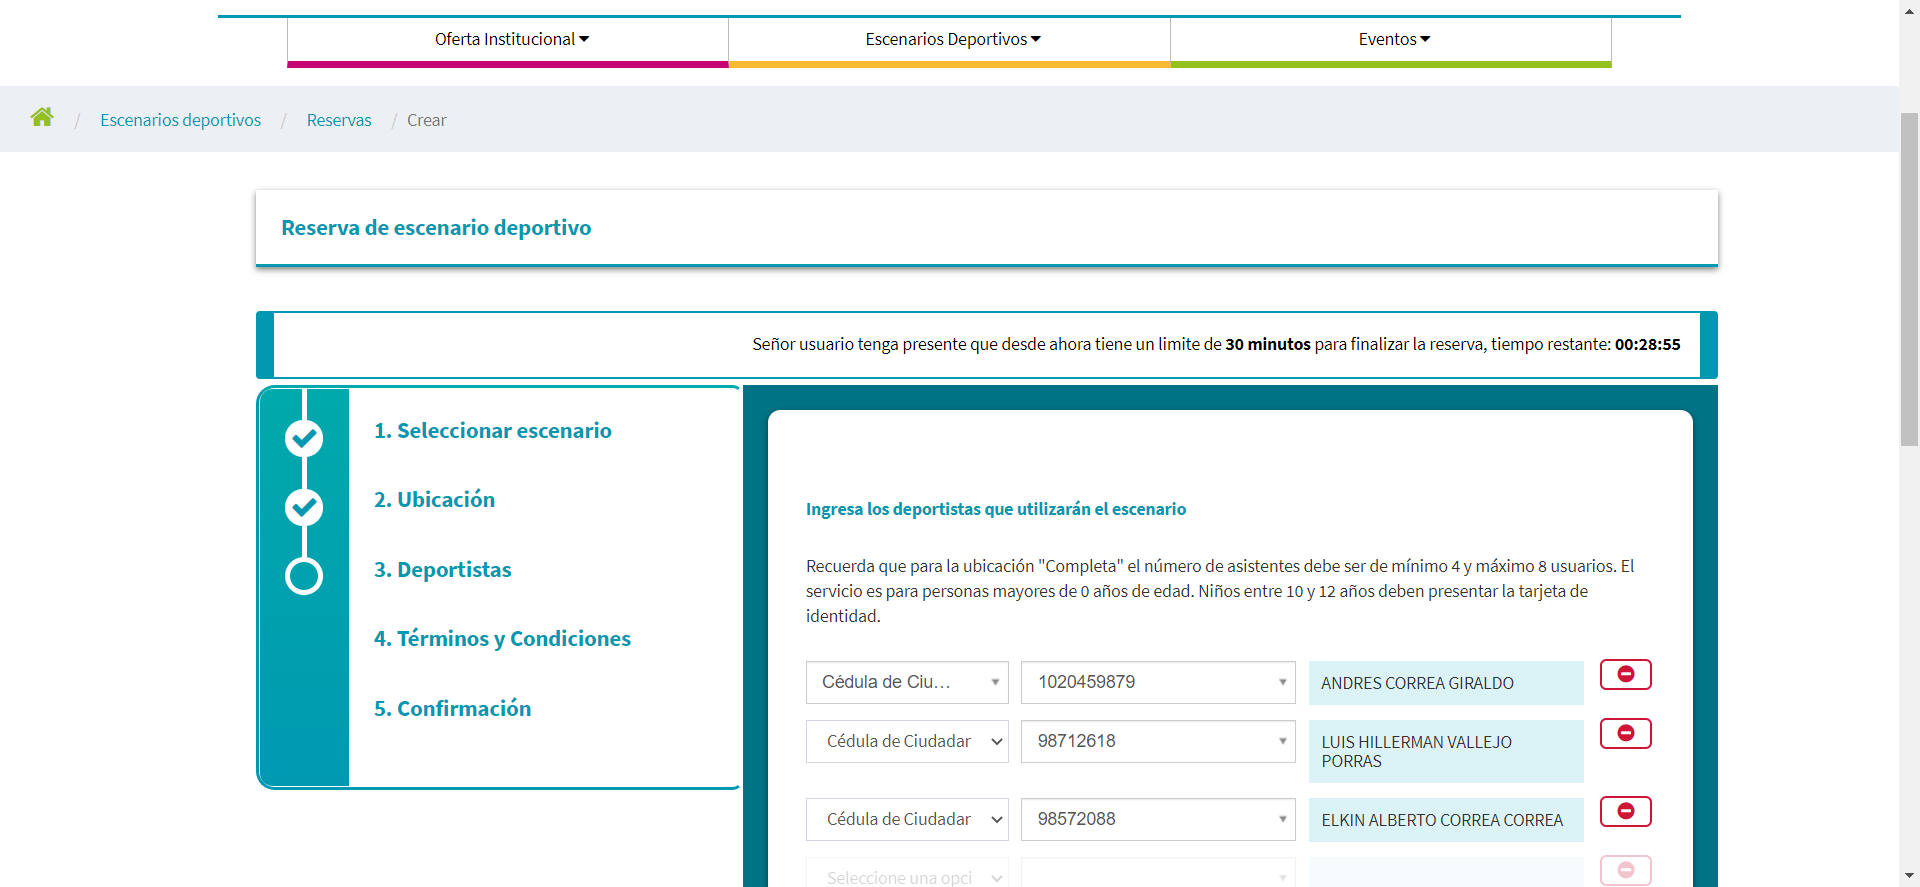 Oferta Institucional
Escenarios Deportivos
Eventos
/ Escenarios deportivos / Reservas / Crear
Reserva de escenario deportivo
Señor usuario tenga presente que desde ahora tiene un limite de 30 minutos para finalizar la reserva, tiempo restante: 00:28:55
1. Seleccionar escenario
2. Ubicación
3. Deportistas
4. Términos y Condiciones
5. Confirmación
Ingresa los deportistas que utilizarán el escenario
Recuerda que para la ubicación "Completa" el número de asistentes debe ser de mínimo 4 y máximo 8 usuarios. El
servicio es para personas mayores de 0 años de edad. Niños entre 10 y 12 años deben presentar la tarjeta de
identidad.
Cédula de Ciu... 1020459879 ANDRES CORREA GIRALDO
Cédula de Ciudadar 98712618 LUIS HILLERMAN VALLEJO
PORRAS
Cédula de Ciudadar 98572088 ELKIN ALBERTO CORREA CORREA
Seleccione una opci